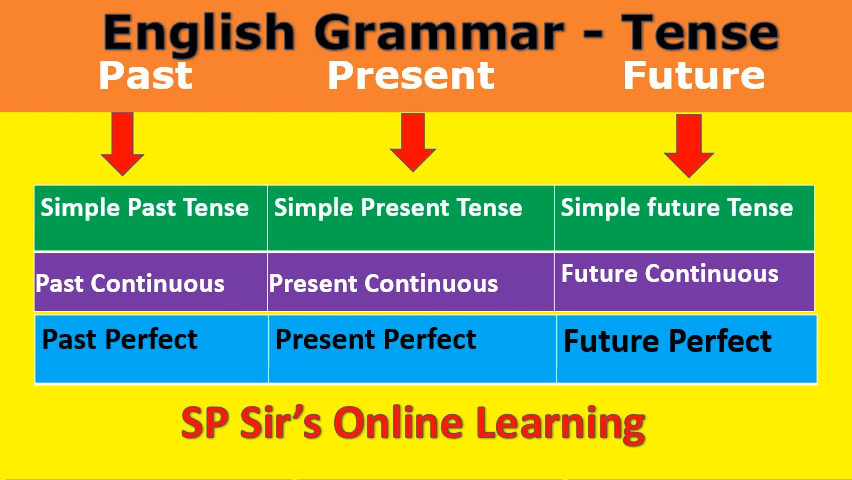 English Grammar - Tense
Past Present Future
Simple Past Tense Simple Present Tense Simple future Tense
Past Continuous Present Continuous Future Continuous
Past Perfect Present Perfect Future Perfect
SP Sir’s Online Learning